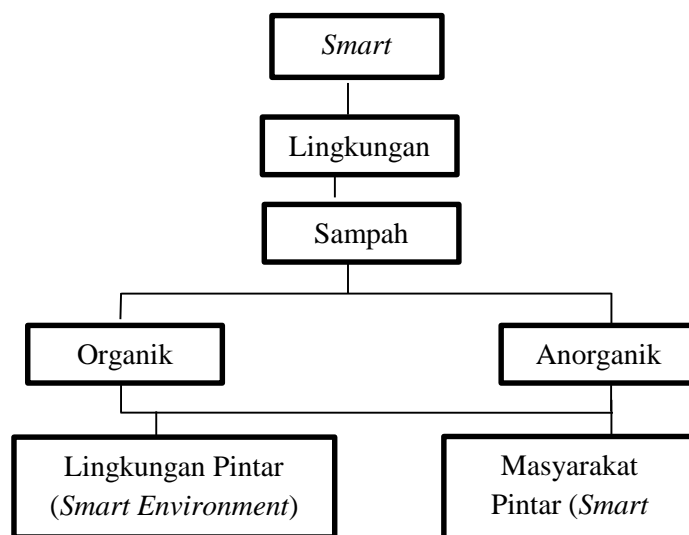 Smart
Lingkungan
Sampah
Organik
Anorganik
Lingkungan Pintar
(Smart Environment)
Masyarakat
Pintar (Smart